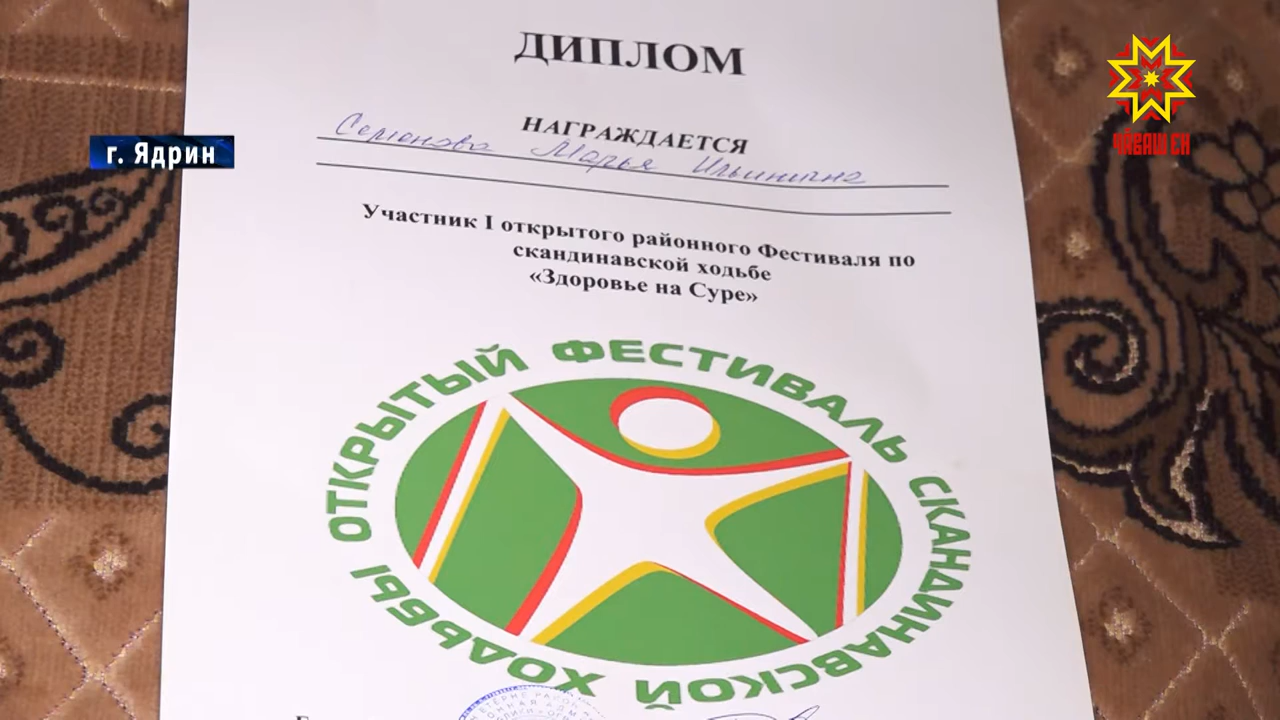 ДИПЛОМ
НАГРАЖДАЕТСЯ
Семенова Марья Ильинична
Участник I открытого районного Фестиваля по
скандинавской ходьбе
«Здоровье на Суре»
ОТКРЫТЫЙ ФЕСТИВАЛЬ СКАНДИНАВСКОЙ ХОДЬБЫ
г. Ядрин
ЧӐВАШ ЕН